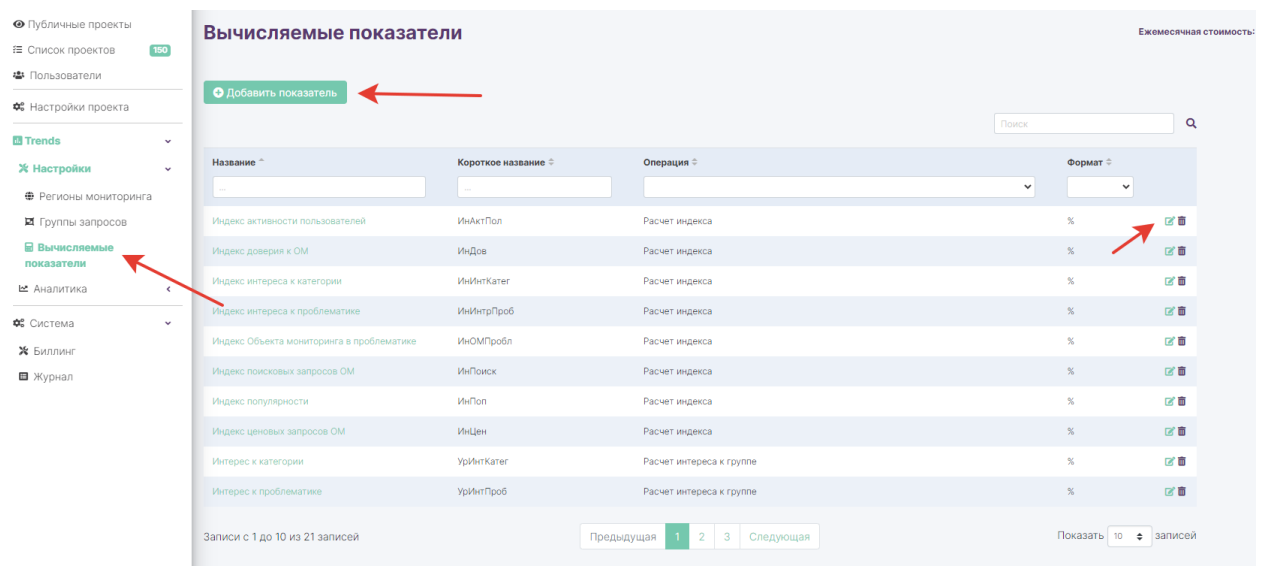 Публичные проекты
Список проектов 150
Пользователи
Настройки проекта
Trends
Настройки
Регионы мониторинга
Группы запросов
Вычисляемые
показатели
Аналитика
Система
Биллинг
Журнал
Вычисляемые показатели
Ежемесячная стоимость:
Добавить показатель
Поиск
Название Короткое название Операция Формат
... ...
Индекс активности пользователей ИнАктПол Расчет индекса %
Индекс доверия к ОМ ИнДов Расчет индекса %
Индекс интереса к категории ИнИнтКатег Расчет индекса %
Индекс интереса к проблематике ИнИнтрПроб Расчет индекса %
Индекс Объекта мониторинга в проблематике ИнОМПробл Расчет индекса %
Индекс поисковых запросов ОМ ИнПоиск Расчет индекса %
Индекс популярности ИнПоп Расчет индекса %
Индекс ценовых запросов ОМ ИнЦен Расчет индекса %
Интерес к категории УрИнтКатег Расчет интереса к группе %
Интерес к проблематике УрИнтПроб Расчет интереса к группе %
Записи с 1 до 10 из 21 записей Предыдущая 1 2 3 Следующая Показать 10 записей